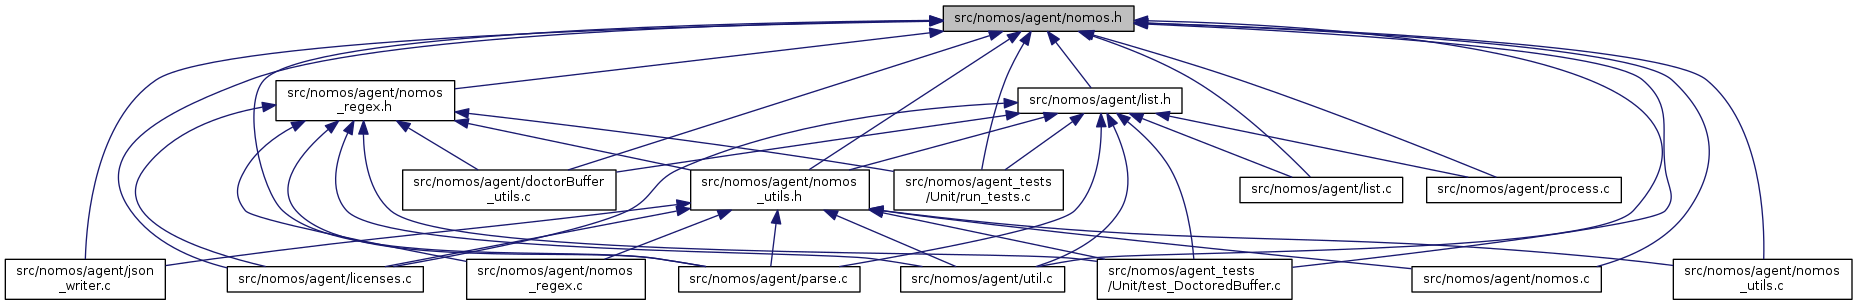 src/nomos/agent/nomos.h
src/nomos/agent/nomos
_regex.h
src/nomos/agent/list.h
src/nomos/agent/doctorBuffer
_utils.c
src/nomos/agent/nomos
_utils.h
src/nomos/agent_tests
/Unit/run_tests.c
src/nomos/agent/list.c
src/nomos/agent/process.c
src/nomos/agent/json
_writer.c
src/nomos/agent/licenses.c
src/nomos/agent/nomos
_regex.c
src/nomos/agent/parse.c
src/nomos/agent/util.c
src/nomos/agent_tests
/Unit/test_DoctoredBuffer.c
src/nomos/agent/nomos.c
src/nomos/agent/nomos
_utils.c